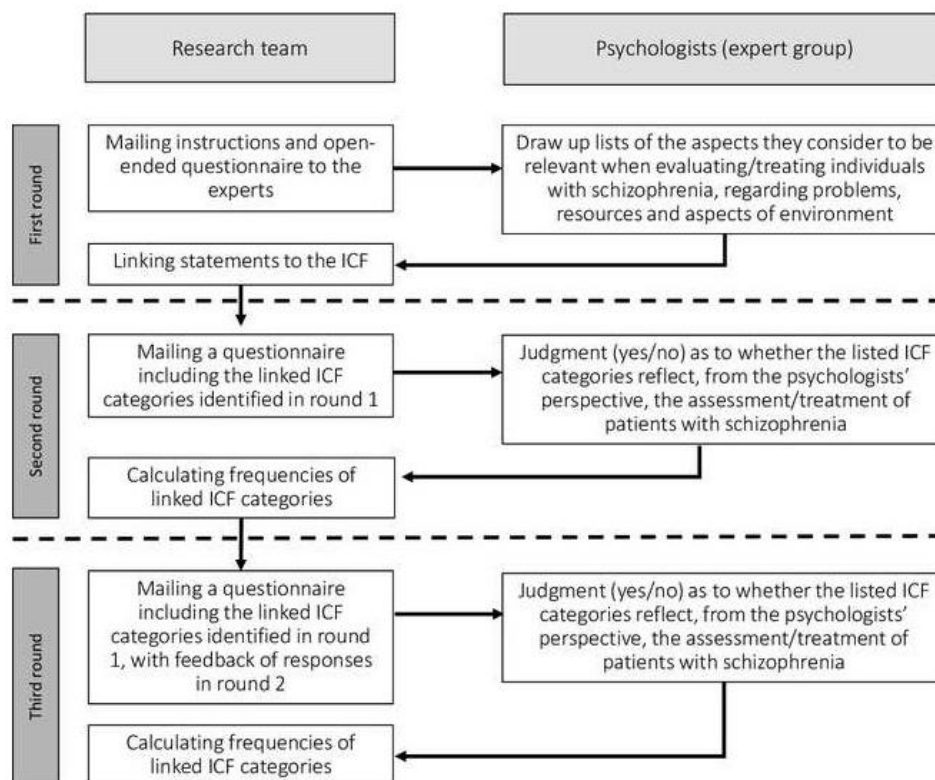 Research team
Psychologists (expert group)
First round
Mailing instructions and open-
ended questionnaire to the
experts
Draw up lists of the aspects they consider to be
relevant when evaluating/treating individuals
with schizophrenia, regarding problems,
resources and aspects of environment
Linking statements to the ICF
Second round
Mailing a questionnaire
including the linked ICF
categories identified in round 1
Judgment (yes/no) as to whether the listed ICF
categories reflect, from the psychologists’
perspective, the assessment/treatment of
patients with schizophrenia
Calculating frequencies of
linked ICF categories
Third round
Mailing a questionnaire
including the linked ICF
categories identified in round
1, with feedback of responses
in round 2
Judgment (yes/no) as to whether the listed ICF
categories reflect, from the psychologists’
perspective, the assessment/treatment of
patients with schizophrenia
Calculating frequencies of
linked ICF categories